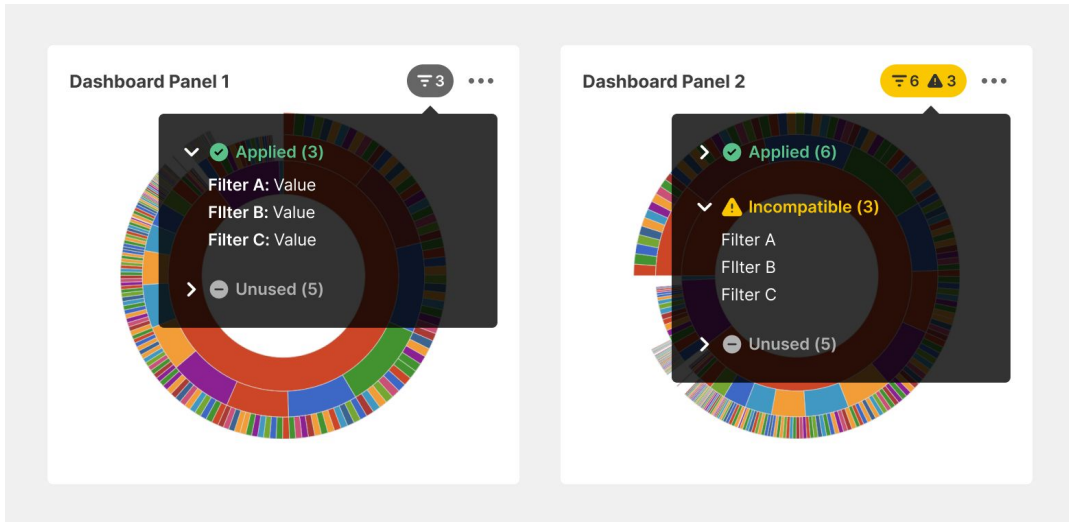 Dashboard Panel 1
3
Applied (3)
Filter A: Value
FIlter B: Value
Filter C: Value
Unused (5)
Dashboard Panel 2
6 3
Applied (6)
Incompatible (3)
Filter A
FIlter B
Filter C
Unused (5)